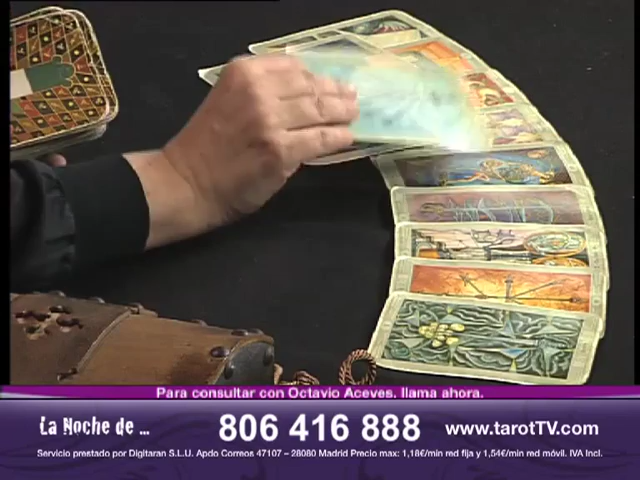 Para consultar con Octavio Aceves, llama ahora.
La Noche de ... 806 416 888 www.tarotTV.com
Servicio prestado por Digitaran S.L.U. Apdo Correos 47107 – 28080 Madrid Precio max: 1,18€/min red fija y 1,54€/min red móvil. IVA Incl.